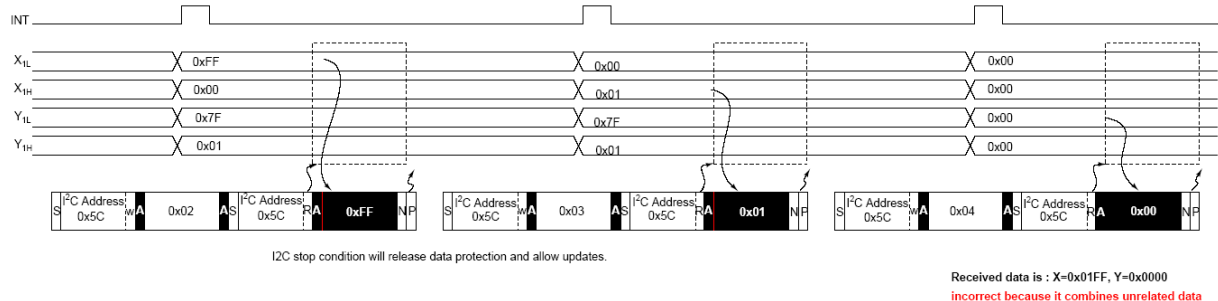 INT
X1L 0xFF 0x00 0x00
X1H 0x00 0x01 0x00
Y1L 0x7F 0x7F 0x00
Y1H 0x01 0x01 0x00
S I²C Address 0x5C w A 0x02 A S I²C Address 0x5C R A 0xFF N P
S I²C Address 0x5C w A 0x03 A S I²C Address 0x5C R A 0x01 N P
S I²C Address 0x5C w A 0x04 A S I²C Address 0x5C R A 0x00 N P
I2C stop condition will release data protection and allow updates.
Received data is : X=0x01FF, Y=0x0000
incorrect because it combines unrelated data